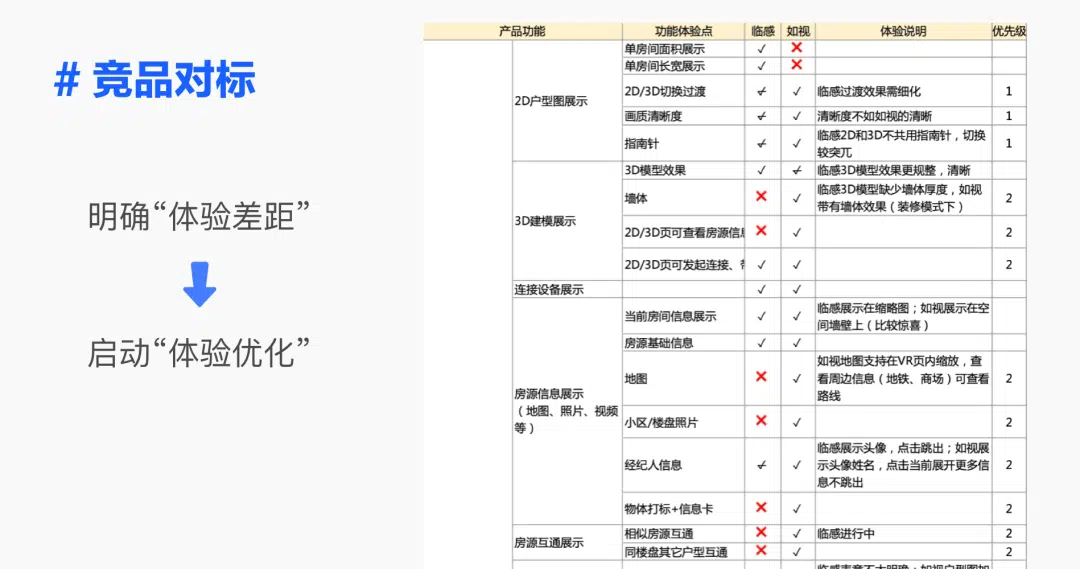 # 竞品对标
明确“体验差距”
启动“体验优化”
产品功能 功能体验点 临感 如视 体验说明 优先级
2D户型图展示
单房间面积展示 ✓ ❌
单房间长宽展示 ✓ ❌
2D/3D切换过渡 ✓ 临感过渡效果需细化 1
画质清晰度 ✓ 清晰度不如如视的清晰 1
指南针 ✓ 临感2D和3D不共用指南针，切换
较突兀 1
3D建模展示
3D模型效果 ✓ 临感3D模型效果更规整，清晰
墙体 ❌ ✓ 临感3D模型缺少墙体厚度，如视
带有墙体效果（装修模式下） 2
2D/3D页可查看房源信 ❌ ✓ 2
2D/3D页可发起连接、 ✓ ✓ 2
连接设备展示 ✓ ✓
房源信息展示
（地图、照片、视频
等）
当前房间信息展示 ✓ ✓ 临感展示在缩略图；如视展示在空
间墙壁上（比较惊喜）
房源基础信息 ✓ ✓
地图 ❌ ✓ 如视地图支持在VR页内缩放，查
看周边信息（地铁、商场）可查看
路线 2
小区/楼盘照片 ❌ ✓ 2
经纪人信息 ✓ 临感展示头像，点击跳出；如视展
示头像姓名，点击当前展开更多信
息不跳出 2
物体打标+信息卡 ❌ ✓ 2
房源互通展示
相似房源互通 ❌ ✓ 临感进行中 2
同楼盘其它户型互通 ❌ ✓ 2